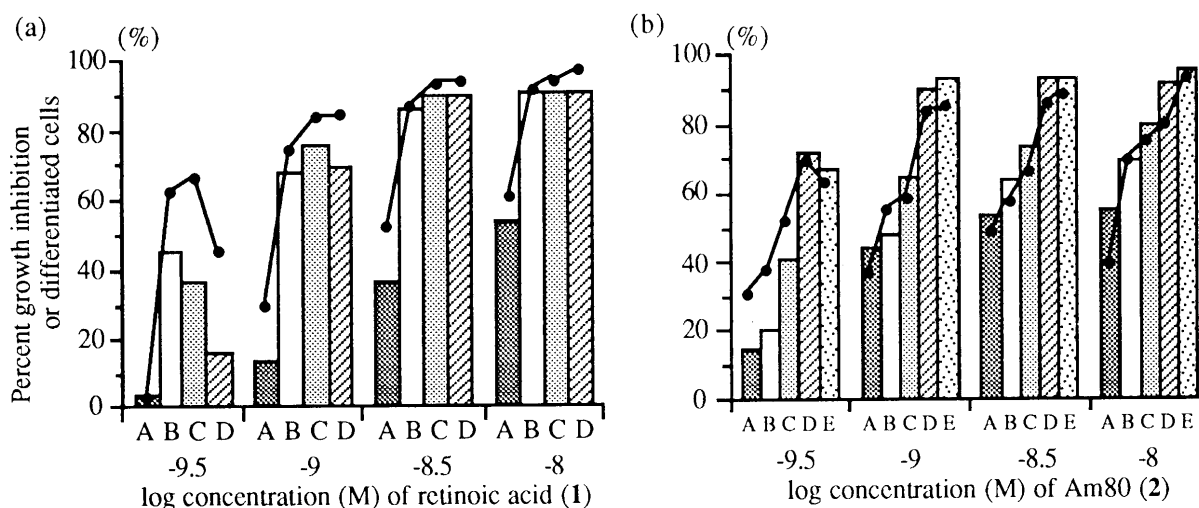 (a)
(%)
Percent growth inhibition
or differentiated cells
100
80
60
40
20
0
A B C D
A B C D
A B C D
A B C D
-9.5
-9
-8.5
-8
log concentration (M) of retinoic acid (1)
(b)
(%)
100
80
60
40
20
0
A B C D E
A B C D E
A B C D E
A B C D E
-9.5
-9
-8.5
-8
log concentration (M) of Am80 (2)